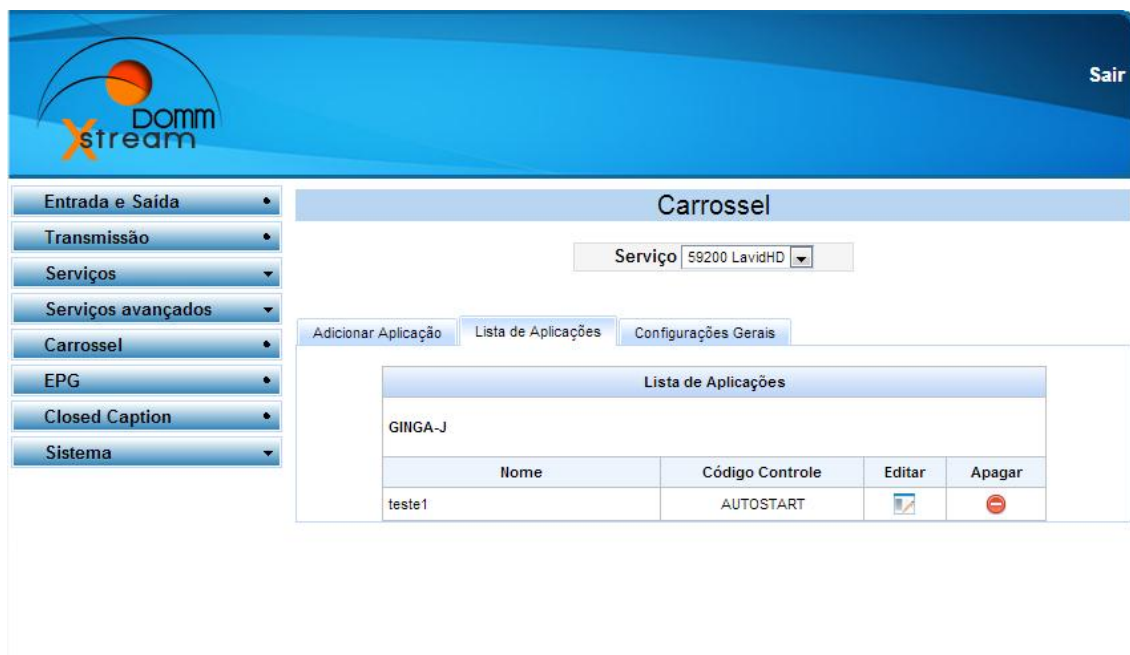 Sair
DOMM
Xstream
Entrada e Saída
Transmissão
Serviços
Serviços avançados
Carrossel
EPG
Closed Caption
Sistema
Carrossel
Serviço 59200 LavidHD
Adicionar Aplicação Lista de Aplicações Configurações Gerais
Lista de Aplicações
GINGA-J
Nome Código Controle Editar Apagar
teste1 AUTOSTART